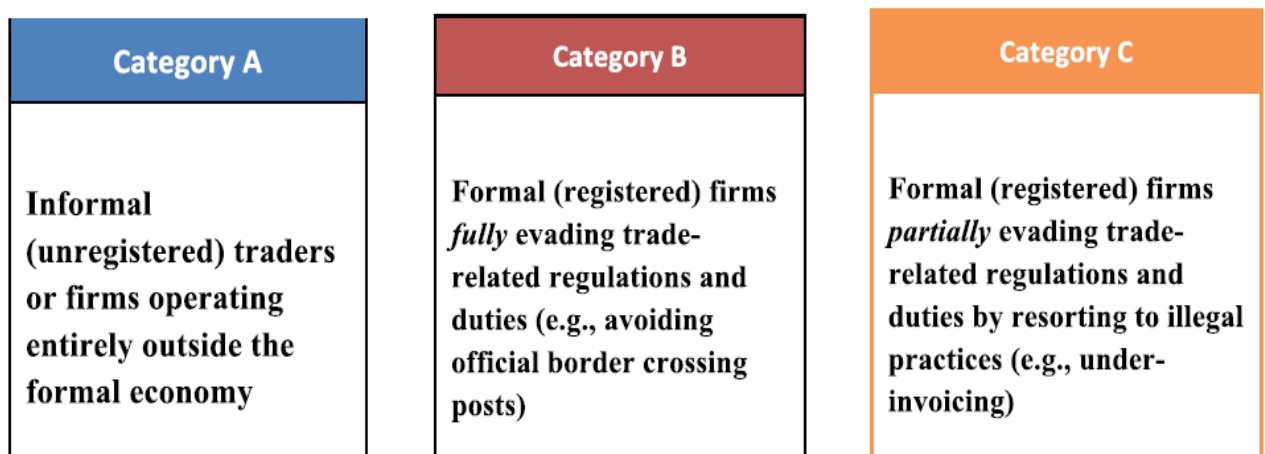 Category A
Informal
(unregistered) traders
or firms operating
entirely outside the
formal economy
Category B
Formal (registered) firms
fully evading trade-
related regulations and
duties (e.g., avoiding
official border crossing
posts)
Category C
Formal (registered) firms
partially evading trade-
related regulations and
duties by resorting to illegal
practices (e.g., under-
invoicing)